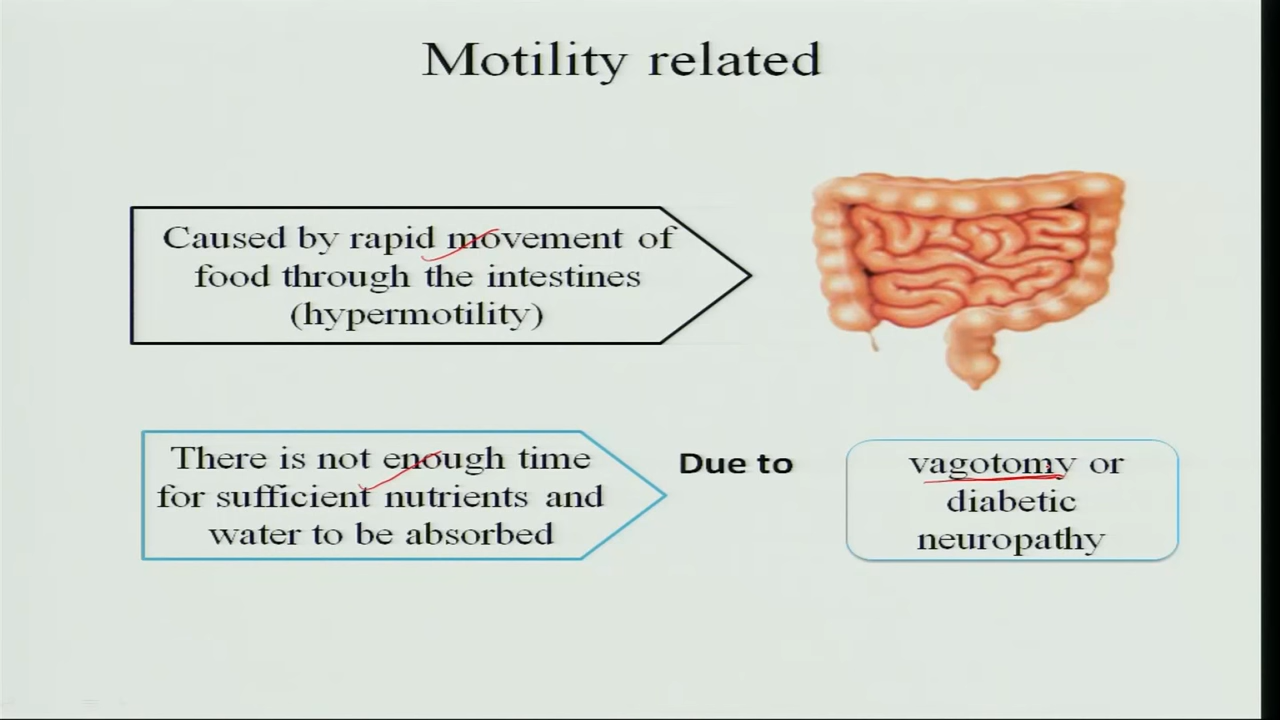 Motility related
Caused by rapid movement of
food through the intestines
(hypermotility)
There is not enough time
for sufficient nutrients and
water to be absorbed
Due to
vagotomy or
diabetic
neuropathy